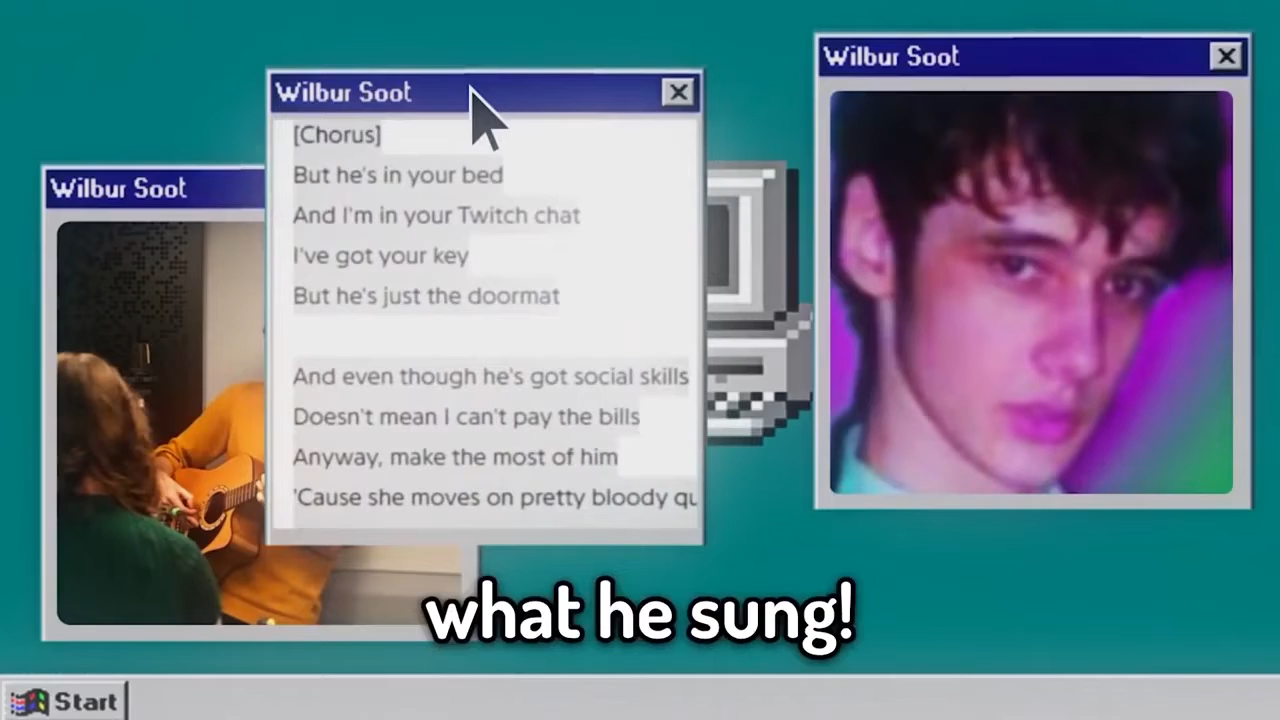 Wilbur Soot
Wilbur Soot
[Chorus]
But he's in your bed
And I'm in your Twitch chat
I've got your key
But he's just the doormat
And even though he's got social skills
Doesn't mean I can't pay the bills
Anyway, make the most of him
'Cause she moves on pretty bloody qu
Wilbur Soot
what he sung!
Start